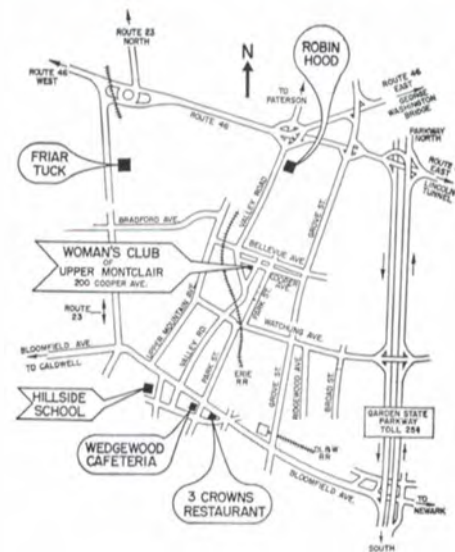 ROUTE 23
NORTH
ROUTE 46
WEST
N
ROBIN
HOOD
TO
PATERSON
ROUTE 46
EAST
GEORGE
WASHINGTON
BRIDGE
PARKWAY
NORTH
ROUTE
EAST
LINCOLN
TUNNEL
ROUTE 46
FRIAR
TUCK
VALLEY ROAD
GROVE ST.
BRADFORD AVE.
BELLEVUE AVE.
WOMAN'S CLUB
OF
UPPER MONTCLAIR
200 COOPER AVE.
COOPER AVE.
PARK ST.
ROUTE
23
UPPER MOUNTAIN AVE
VALLEY RD.
PARK ST.
WATCHUNG AVE.
BLOOMFIELD AVE.
TO CALDWELL
ERIE
R.R.
GROVE ST.
RIDGEWOOD AVE.
BROAD ST.
HILLSIDE
SCHOOL
GARDEN STATE
PARKWAY
TOLL 25¢
WEDGEWOOD
CAFETERIA
DL&W
RR
3 CROWNS
RESTAURANT
BLOOMFIELD AVE.
TO
NEWARK
SOUTH